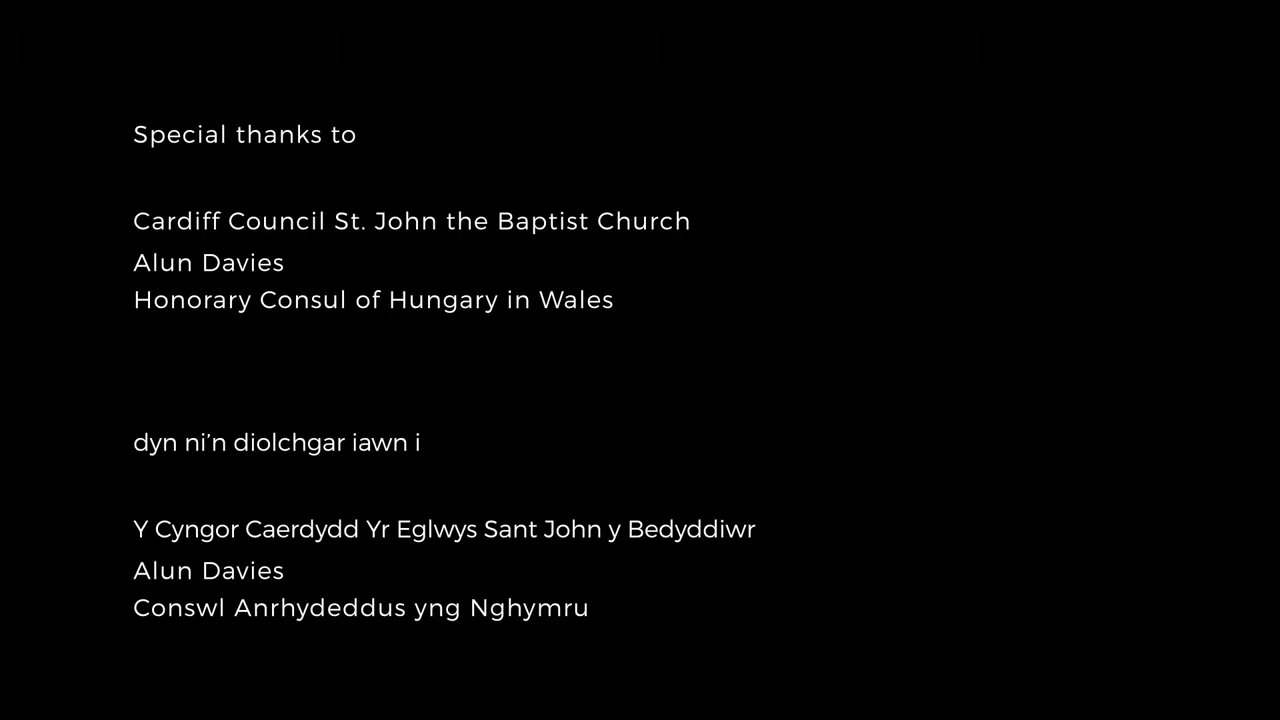 Special thanks to
Cardiff Council St. John the Baptist Church
Alun Davies
Honorary Consul of Hungary in Wales
dyn ni’n diolchgar iawn i
Y Cyngor Caerdydd Yr Eglwys Sant John y Bedyddiwr
Alun Davies
Conswl Anrhydeddus yng Nghymru